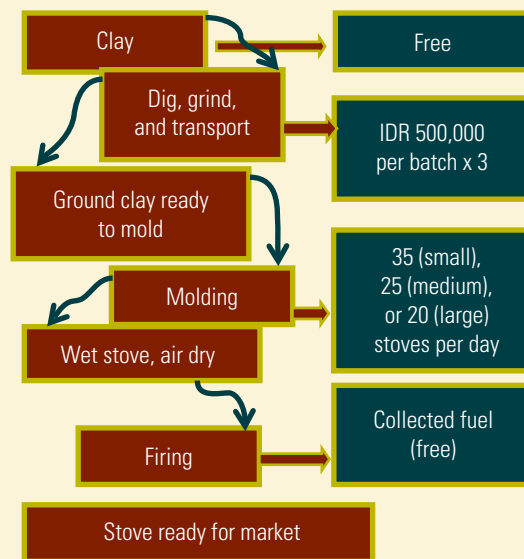 Clay
Free
Dig, grind,
and transport
IDR 500,000
per batch x 3
Ground clay ready
to mold
Molding
35 (small),
25 (medium),
or 20 (large)
stoves per day
Wet stove, air dry
Firing
Collected fuel
(free)
Stove ready for market